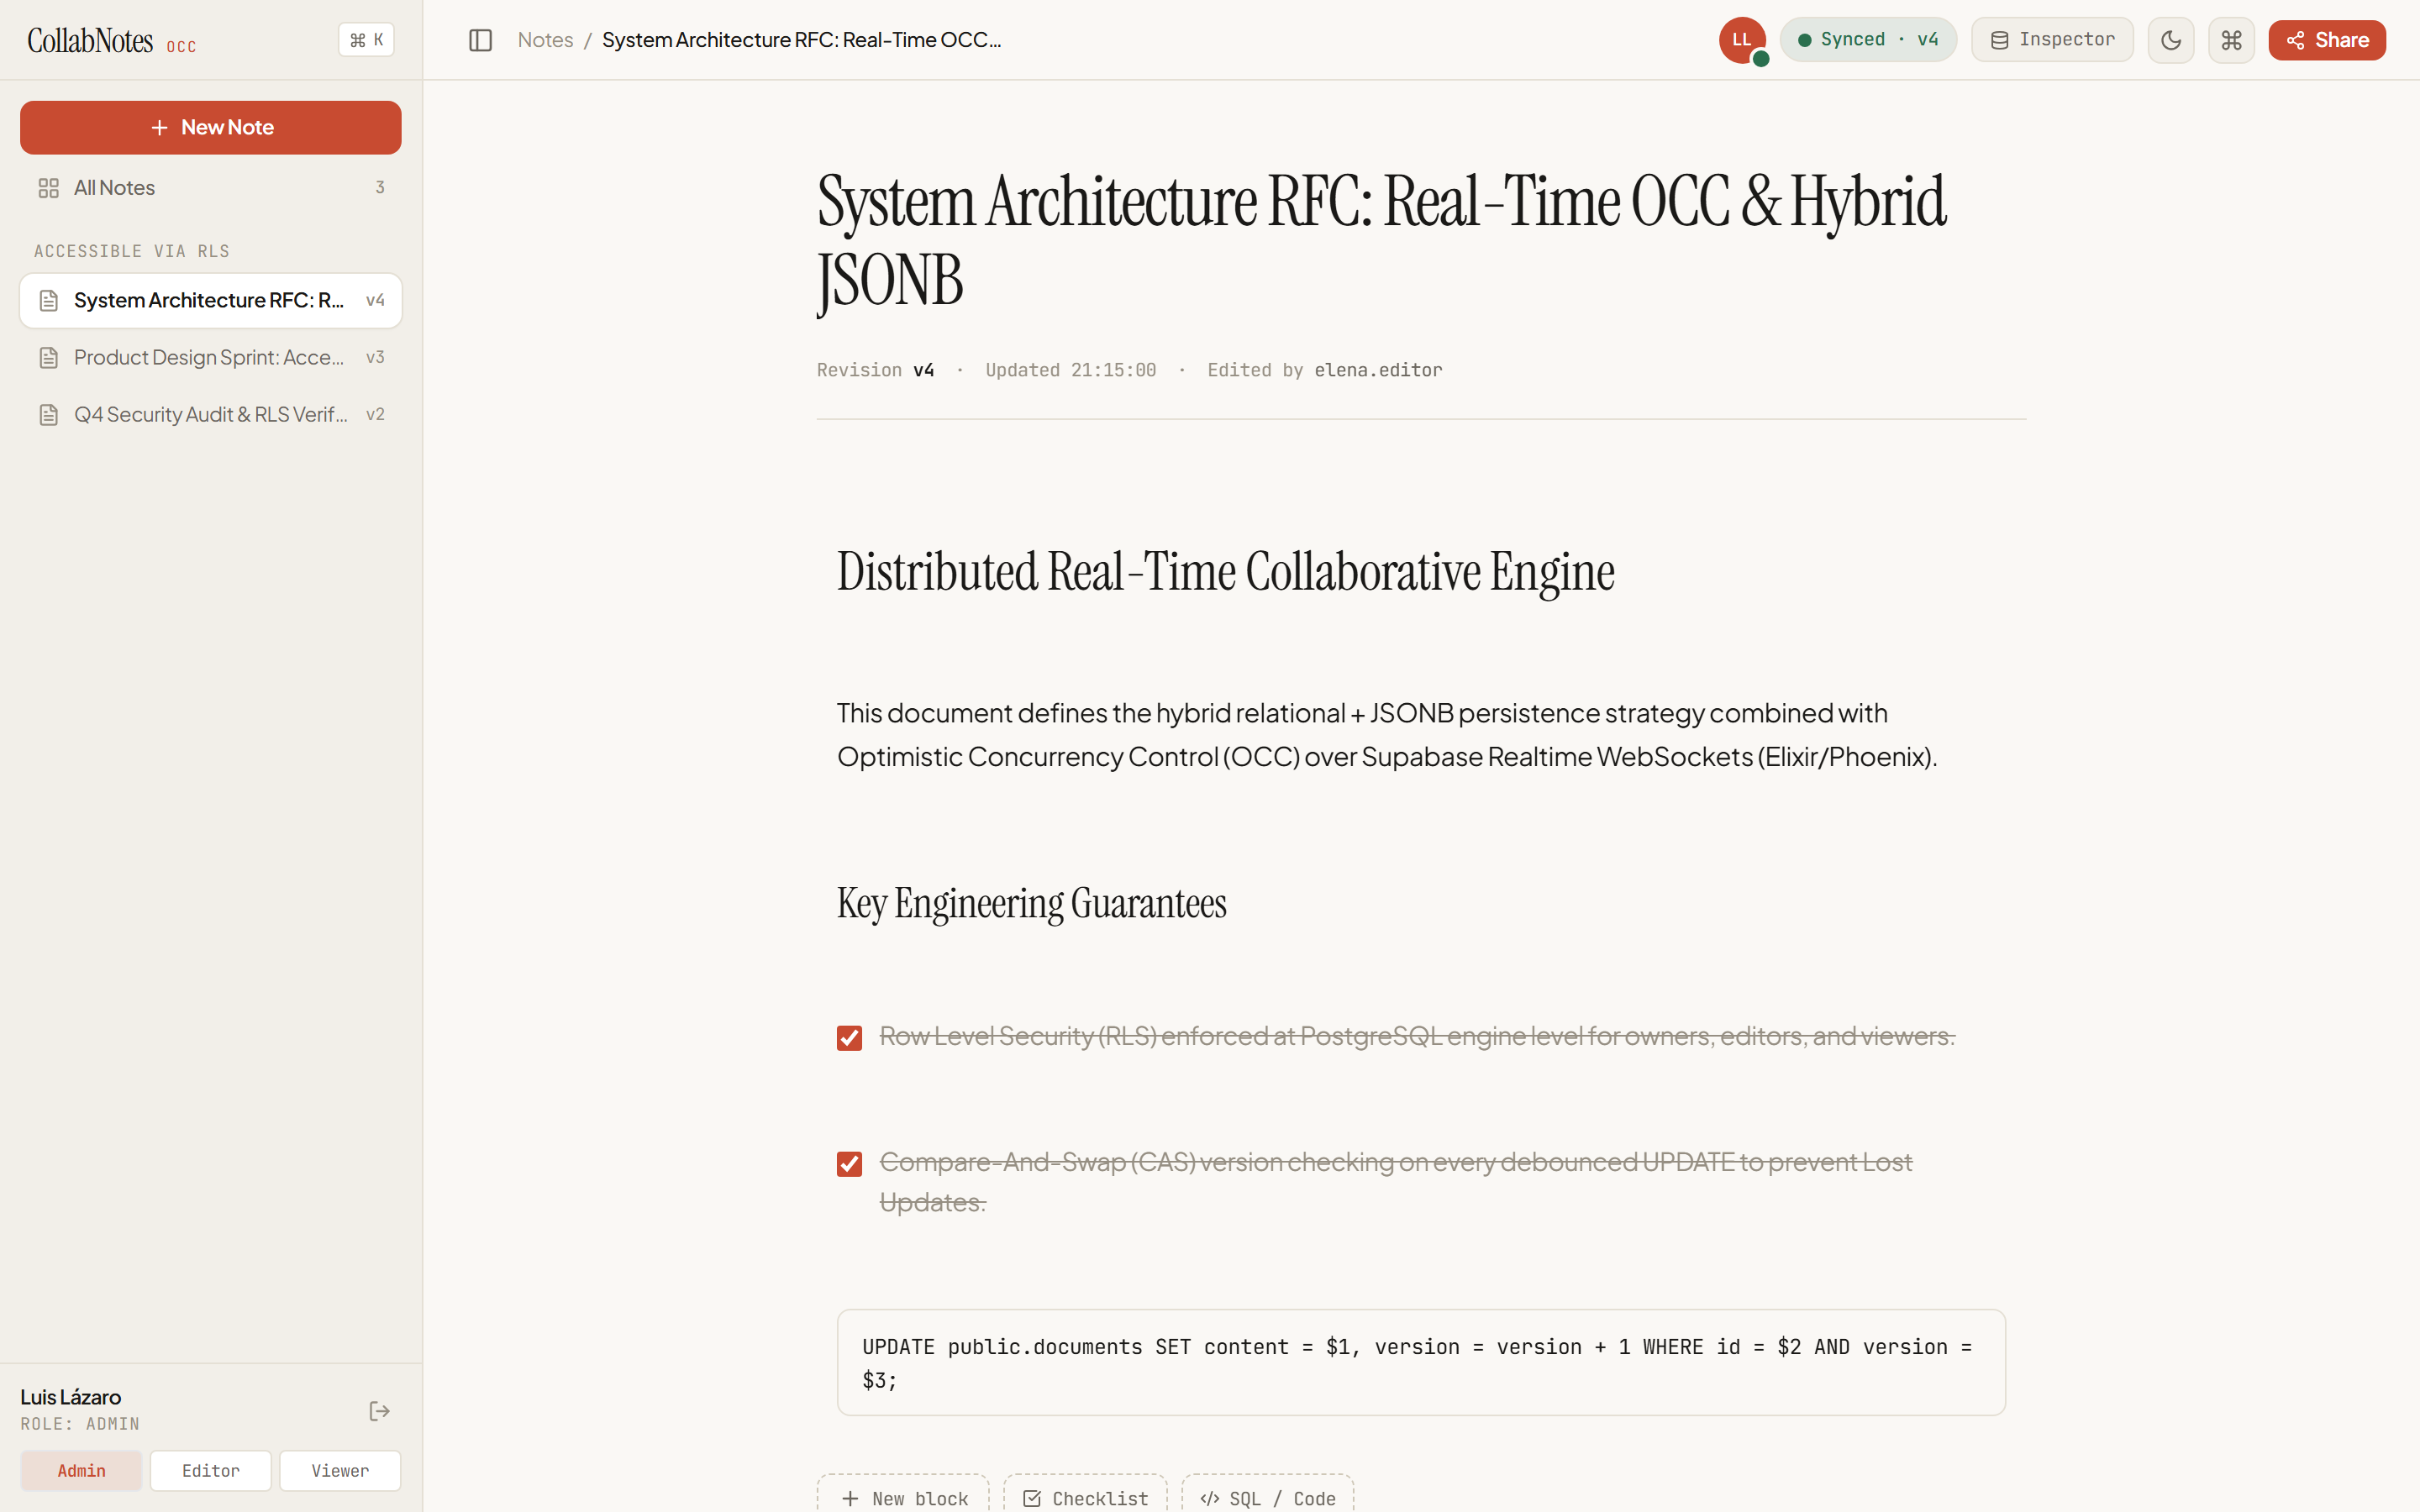 CollabNotes OCC
⌘ K
New Note
All Notes 3
ACCESSIBLE VIA RLS
System Architecture RFC: R... v4
Product Design Sprint: Acce... v3
Q4 Security Audit & RLS Verif... v2
Luis Lázaro
ROLE: ADMIN
Admin Editor Viewer
Notes / System Architecture RFC: Real-Time OCC...
LL
Synced · v4
Inspector
⌘
Share
System Architecture RFC: Real-Time OCC & Hybrid
JSONB
Revision v4 · Updated 21:15:00 · Edited by elena.editor
Distributed Real-Time Collaborative Engine
This document defines the hybrid relational + JSONB persistence strategy combined with
Optimistic Concurrency Control (OCC) over Supabase Realtime WebSockets (Elixir/Phoenix).
Key Engineering Guarantees
Row Level Security (RLS) enforced at PostgreSQL engine level for owners, editors, and viewers.
Compare-And-Swap (CAS) version checking on every debounced UPDATE to prevent Lost
Updates.
UPDATE public.documents SET content = $1, version = version + 1 WHERE id = $2 AND version =
$3;
New block
Checklist
SQL / Code